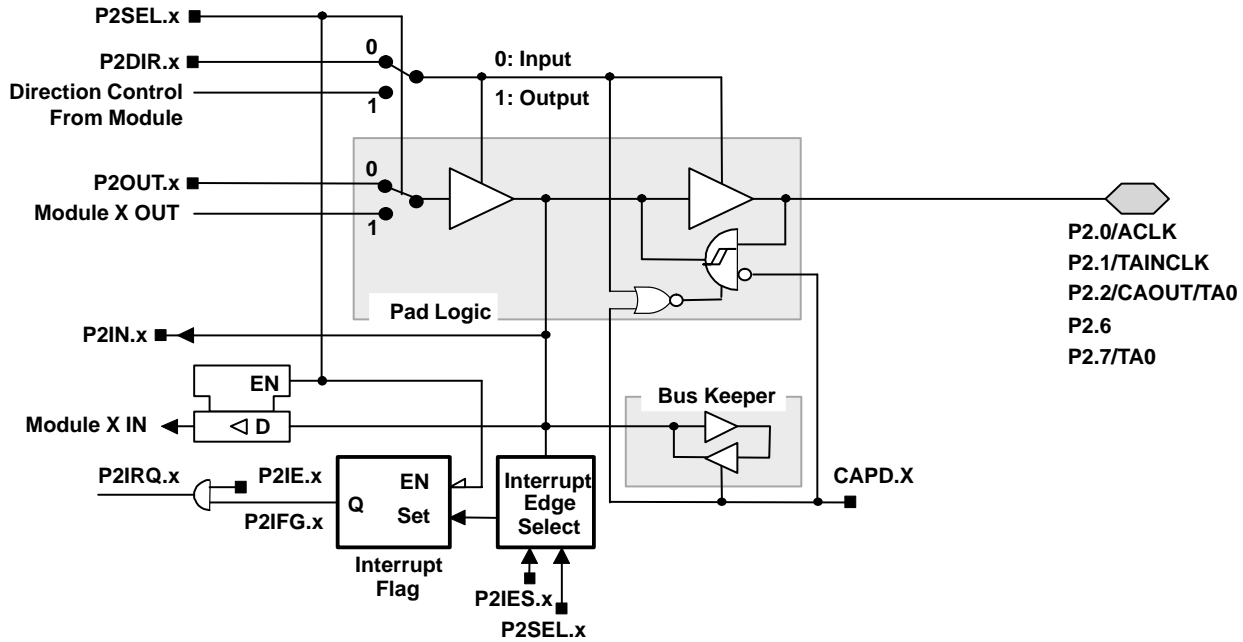 P2SEL.x
P2DIR.x
0
0: Input
Direction Control
From Module
1
1: Output
P2OUT.x
0
Module X OUT
1
Pad Logic
P2.0/ACLK
P2.1/TAINCLK
P2.2/CAOUT/TA0
P2.6
P2.7/TA0
P2IN.x
EN
Module X IN
D
Bus Keeper
CAPD.X
P2IRQ.x
P2IE.x
P2IFG.x
Q
EN
Set
Interrupt
Flag
Interrupt
Edge
Select
P2IES.x
P2SEL.x